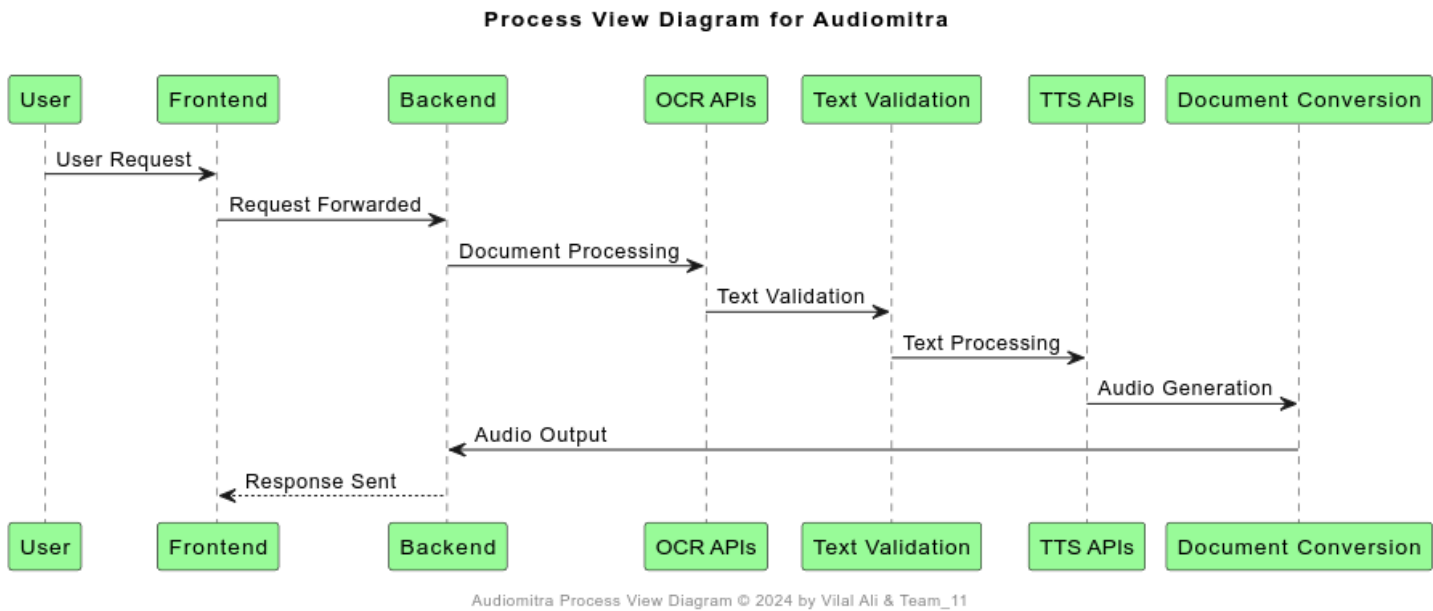 Process View Diagram for Audiomitra
User Frontend Backend OCR APIs Text Validation TTS APIs Document Conversion
User Request
Request Forwarded
Document Processing
Text Validation
Text Processing
Audio Generation
Audio Output
Response Sent
User Frontend Backend OCR APIs Text Validation TTS APIs Document Conversion
Audiomitra Process View Diagram © 2024 by Vilal Ali & Team_11